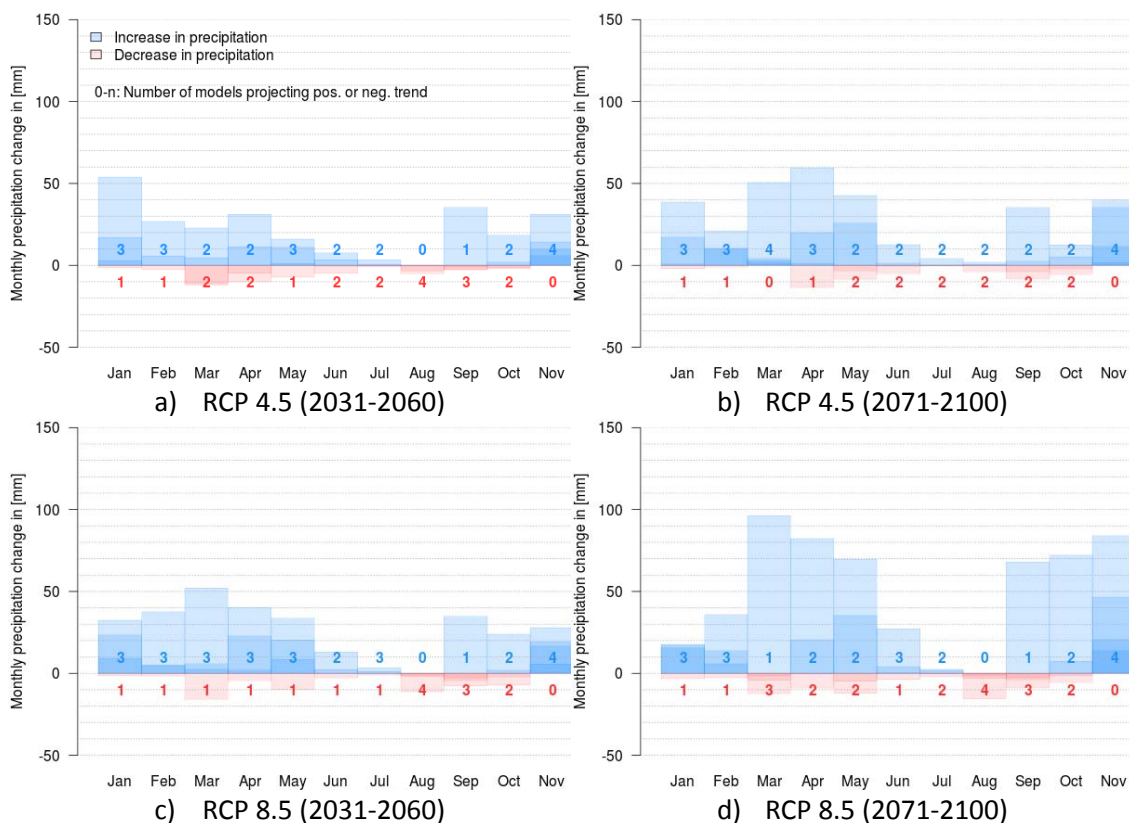 150
Increase in precipitation
Decrease in precipitation
0-n: Number of models projecting pos. or neg. trend
100
50
0
-50
Monthly precipitation change in [mm]
3 3 2 2 3 2 2 0 1 2 4
1 1 2 2 1 2 2 4 3 2 0
Jan Feb Mar Apr May Jun Jul Aug Sep Oct Nov
a) RCP 4.5 (2031-2060)
150
100
50
0
-50
Monthly precipitation change in [mm]
3 3 4 3 2 2 2 2 2 2 4
1 1 0 1 2 2 2 2 2 2 0
Jan Feb Mar Apr May Jun Jul Aug Sep Oct Nov
b) RCP 4.5 (2071-2100)
150
100
50
0
-50
Monthly precipitation change in [mm]
3 3 3 3 3 2 3 0 1 2 4
1 1 1 1 1 1 1 4 3 2 0
Jan Feb Mar Apr May Jun Jul Aug Sep Oct Nov
c) RCP 8.5 (2031-2060)
150
100
50
0
-50
Monthly precipitation change in [mm]
3 3 1 2 2 3 2 0 1 2 4
1 1 3 2 2 1 2 4 3 2 0
Jan Feb Mar Apr May Jun Jul Aug Sep Oct Nov
d) RCP 8.5 (2071-2100)